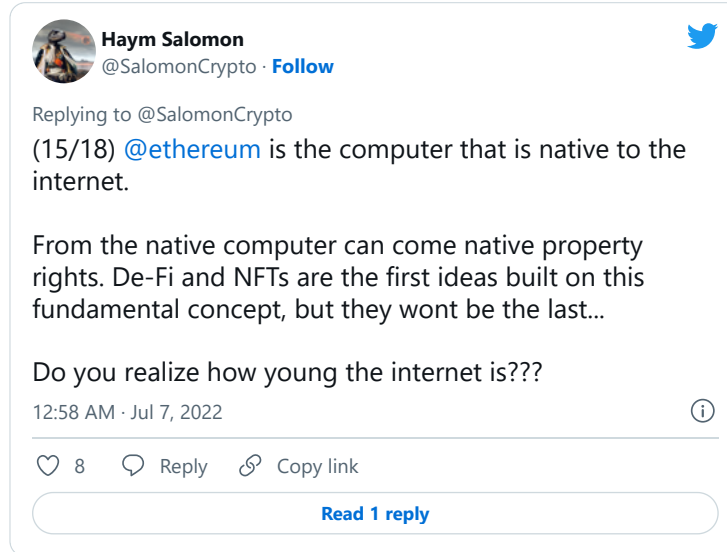 Haym Salomon
@SalomonCrypto · Follow
Replying to @SalomonCrypto
(15/18) @ethereum is the computer that is native to the
internet.
From the native computer can come native property
rights. De-Fi and NFTs are the first ideas built on this
fundamental concept, but they wont be the last...
Do you realize how young the internet is???
12:58 AM · Jul 7, 2022
8 Reply Copy link
Read 1 reply